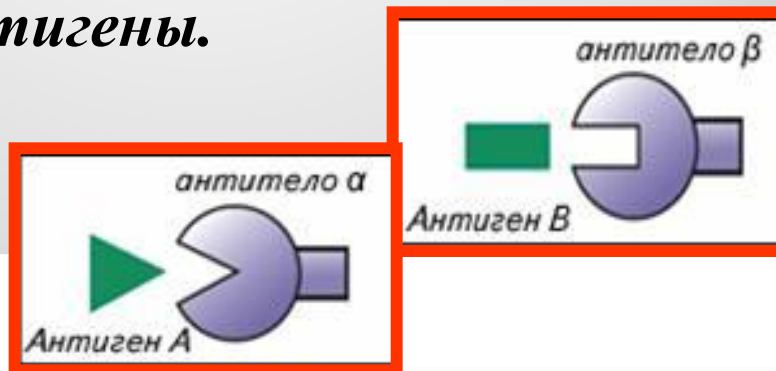 тигены.
антитело β
Антиген B
антитело α
Антиген A